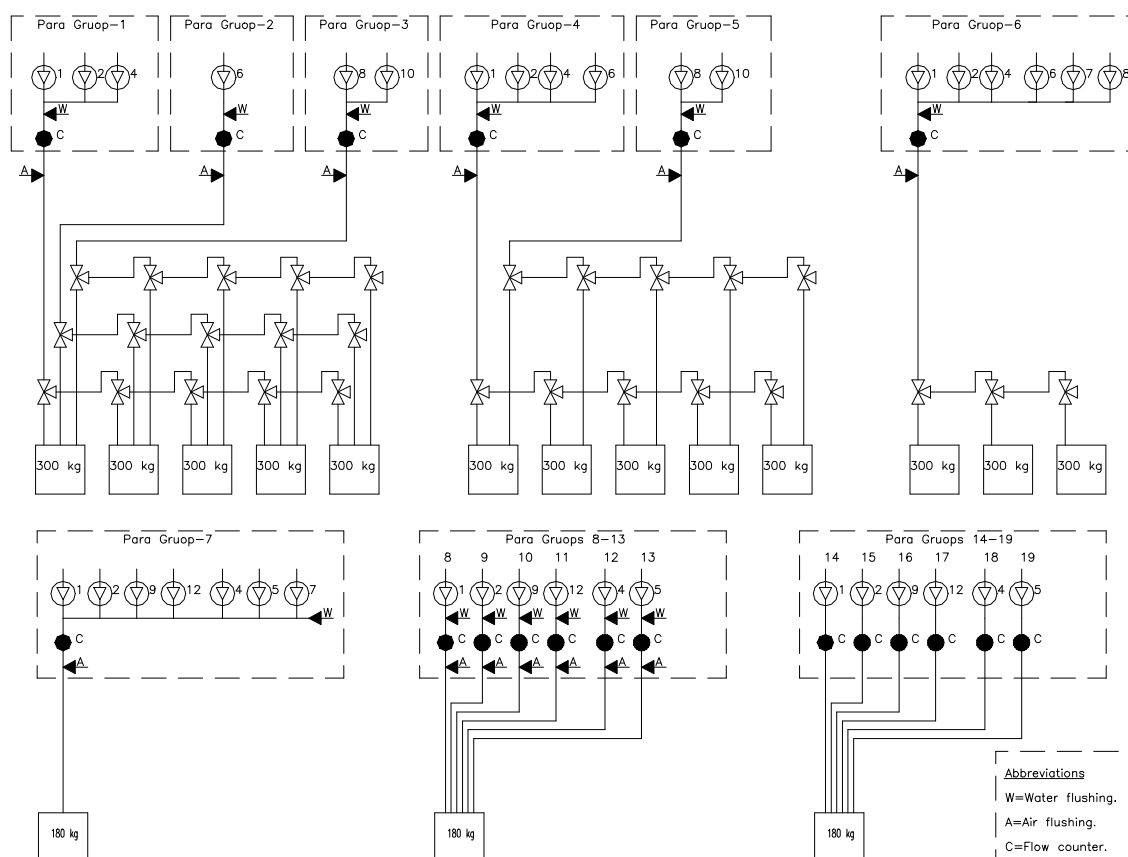 Para Gruop-1 Para Gruop-2 Para Gruop-3 Para Gruop-4 Para Gruop-5 Para Gruop-6
1 2 4 6 8 10 1 2 4 6 8 10 1 2 4 6 7 8
W W W W W W
C C C C C C
A A A A A A
300 kg 300 kg 300 kg 300 kg 300 kg 300 kg 300 kg 300 kg 300 kg 300 kg 300 kg 300 kg 300 kg
Para Gruop-7 Para Gruops 8-13 Para Gruops 14-19
8 9 10 11 12 13 14 15 16 17 18 19
1 2 9 12 4 5 7 1 2 9 12 4 5 1 2 9 12 4 5
W W W W W W W
C C C C C C C C C C C C C
A A A A A A A
Abbreviations
W=Water flushing.
A=Air flushing.
C=Flow counter.
180 kg 180 kg 180 kg